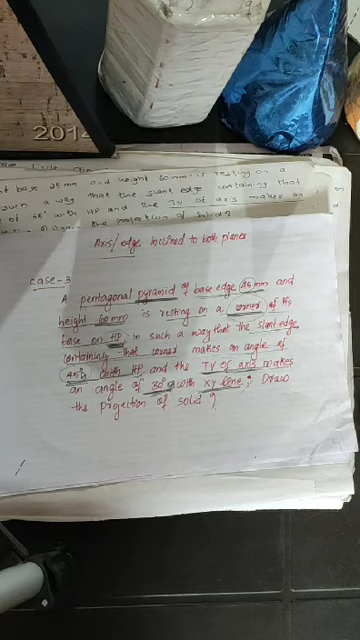 2014
of base 25 mm and height 60mm is resting on a
such a way that the slant edge containing that
of 45° with HP and the TV of axis makes an
the projection of solid?
Axis/edge Inclined to both planes
case-3
A pentagonal pyramid of base edge 25mm and
height 60mm is resting on a corner of its
base on HP in such a way that the slant edge
containing that corner makes an angle of
45° with HP and the TV of axis makes
an angle of 30° with XY line? Draw
the projection of solid?